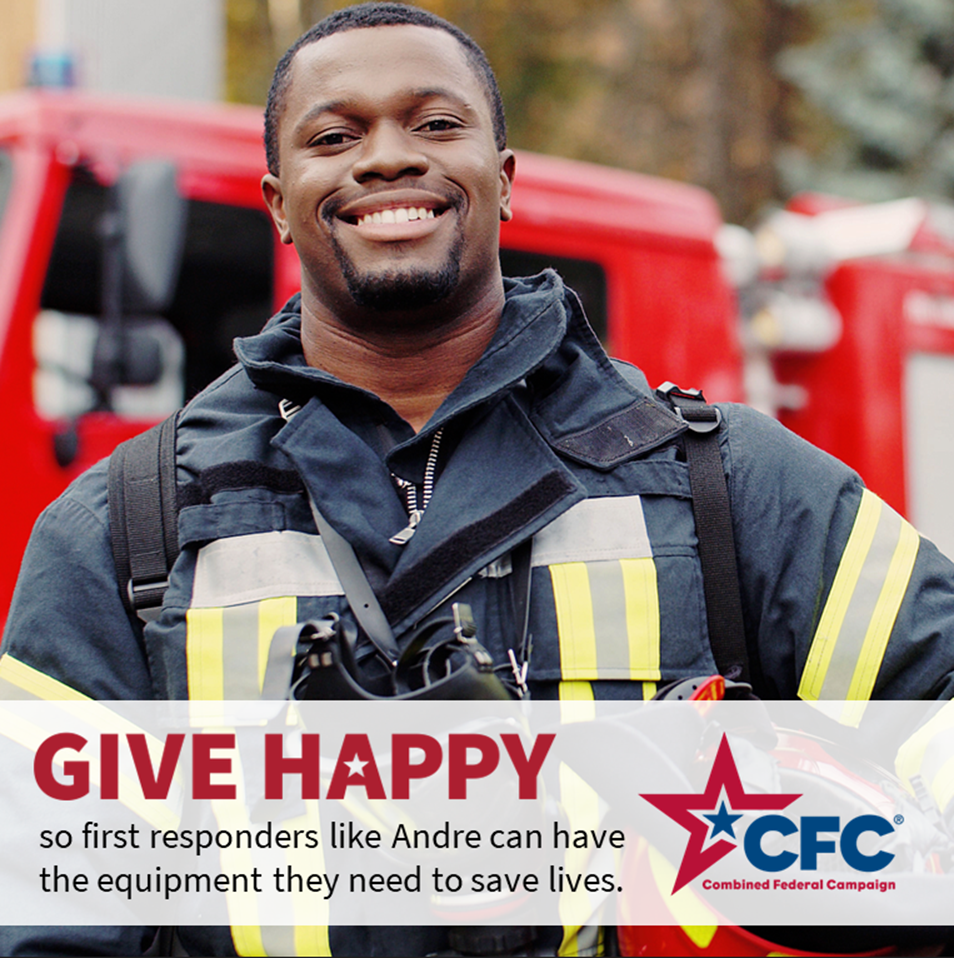 GIVE HAPPY
so first responders like Andre can have
the equipment they need to save lives.
CFC®
Combined Federal Campaign